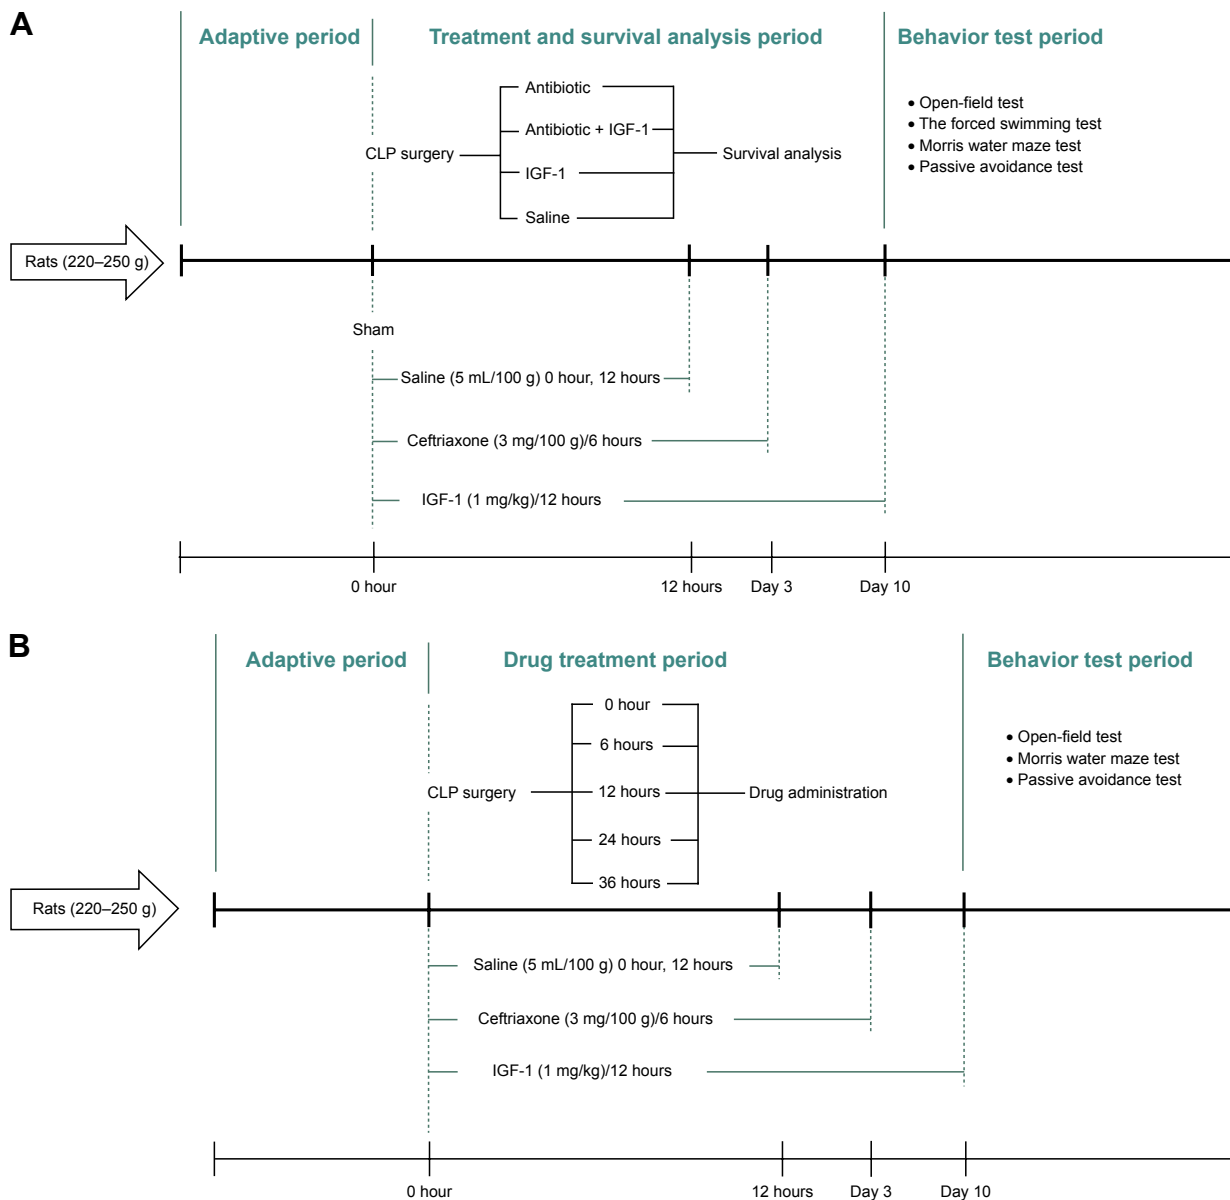 A
Adaptive period
Treatment and survival analysis period
Behavior test period
Antibiotic
Antibiotic + IGF-1
CLP surgery
IGF-1
Saline
Survival analysis
• Open-field test
• The forced swimming test
• Morris water maze test
• Passive avoidance test
Rats (220–250 g)
Sham
Saline (5 mL/100 g) 0 hour, 12 hours
Ceftriaxone (3 mg/100 g)/6 hours
IGF-1 (1 mg/kg)/12 hours
0 hour
12 hours
Day 3
Day 10
B
Adaptive period
Drug treatment period
Behavior test period
0 hour
6 hours
CLP surgery
12 hours
24 hours
36 hours
Drug administration
• Open-field test
• Morris water maze test
• Passive avoidance test
Rats (220–250 g)
Saline (5 mL/100 g) 0 hour, 12 hours
Ceftriaxone (3 mg/100 g)/6 hours
IGF-1 (1 mg/kg)/12 hours
0 hour
12 hours
Day 3
Day 10